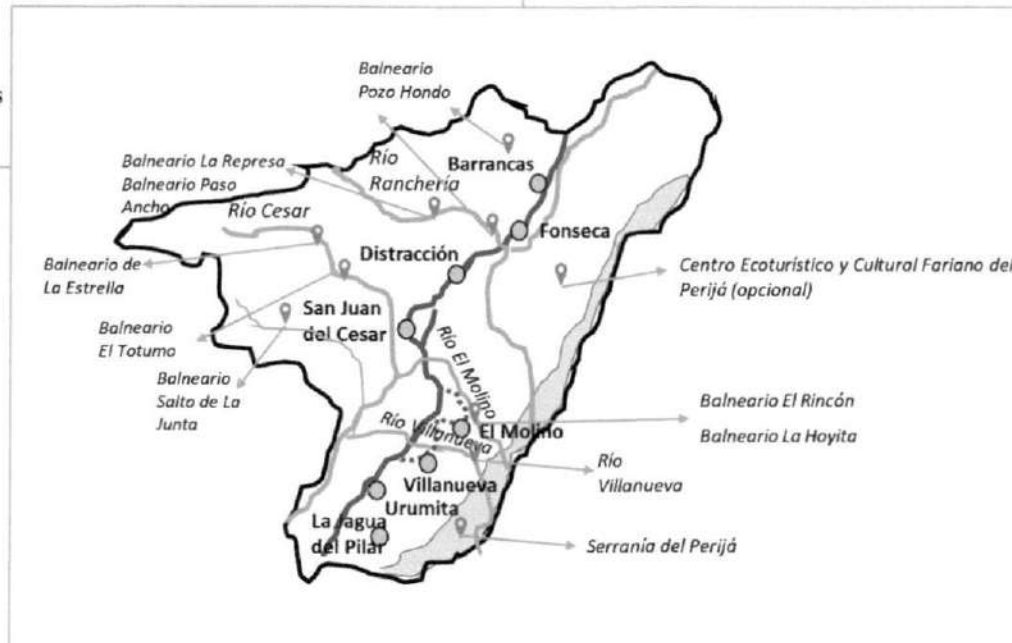 s
Balneario
Pozo Hondo
Barrancas
Balneario La Represa
Balneario Paso
Ancho
Río
Ranchería
Río Cesar
Fonseca
Distracción
Balneario de
La Estrella
Centro Ecoturístico y Cultural Fariano del
Perijá (opcional)
San Juan
del Cesar
Balneario
El Totumo
Río El Molino
Balneario
Salto de La
Junta
Balneario El Rincón
El Molino
Río Villanueva
Balneario La Hoyita
Río
Villanueva
Villanueva
Urumita
La Jagua
del Pilar
Serranía del Perijá